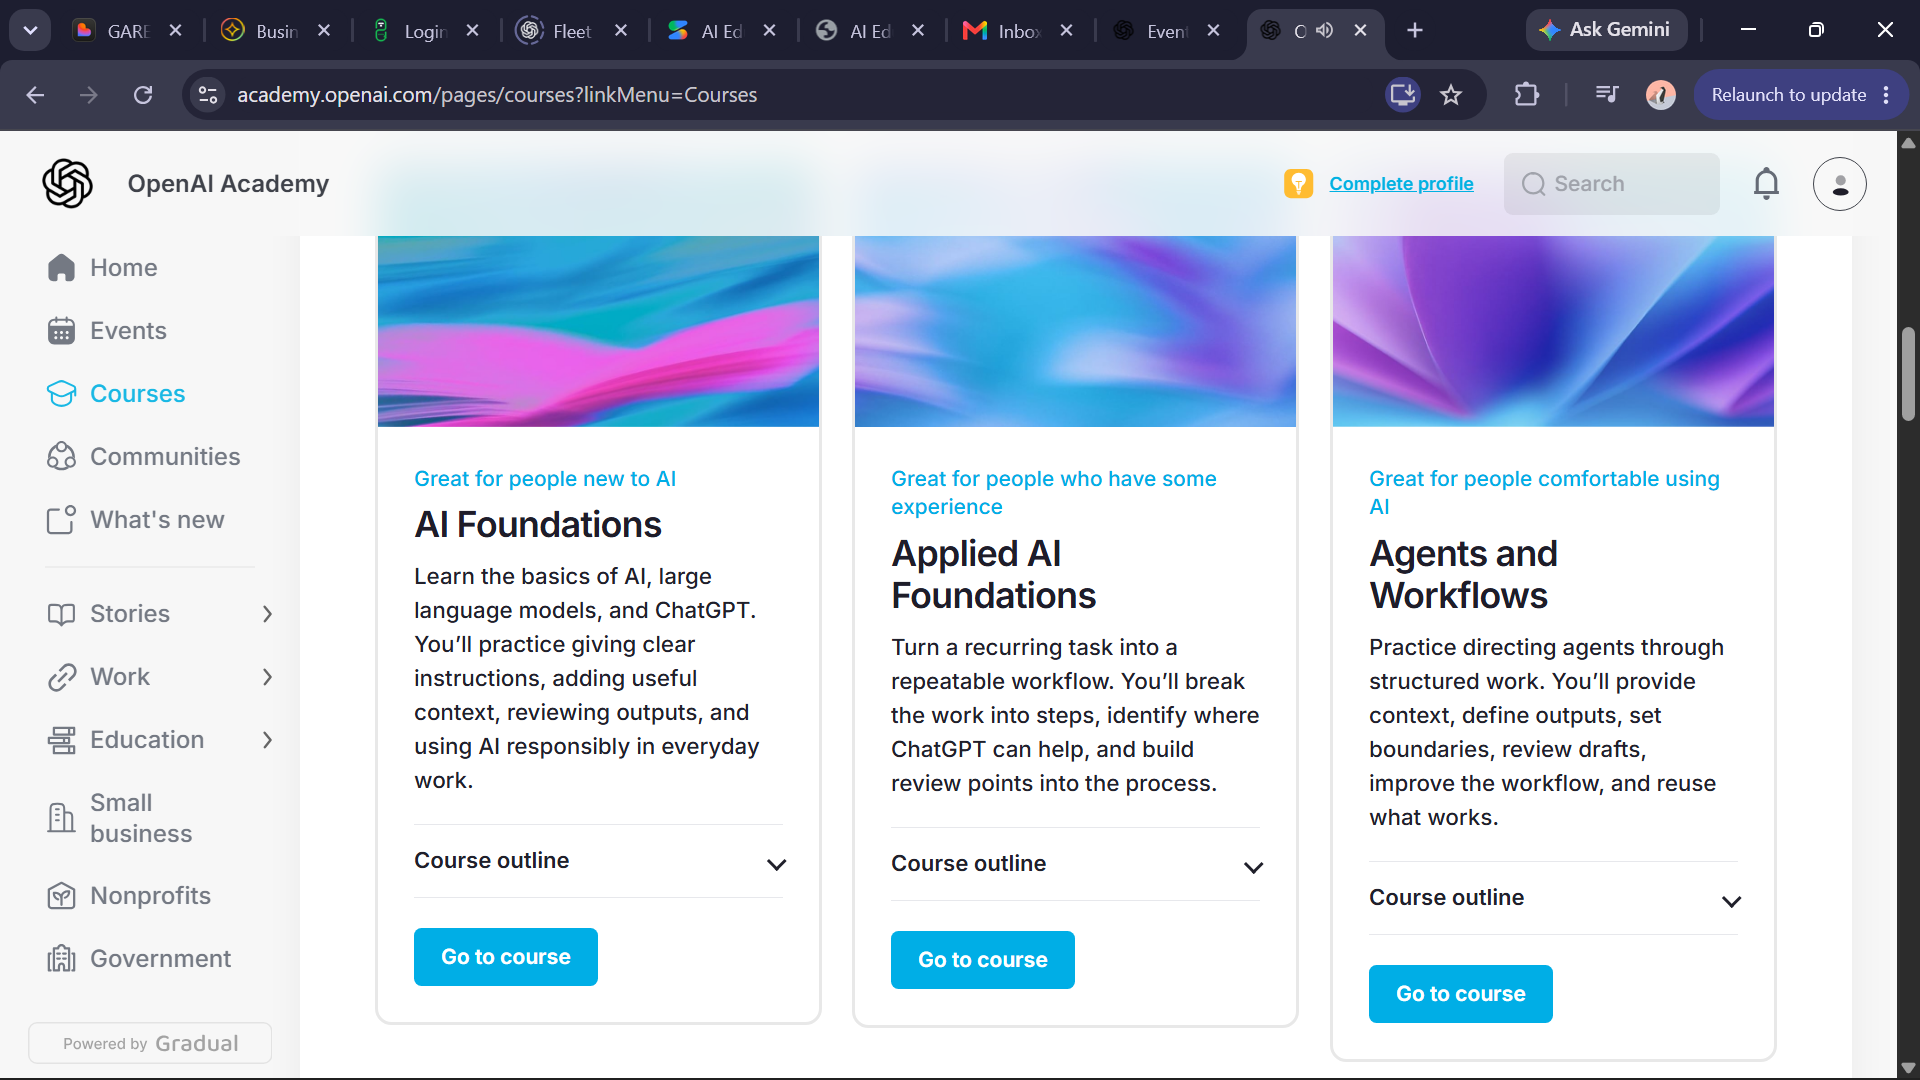 GARE
Busin
Login
Fleet
AI Ed
AI Ed
Inbox
Event
O
Ask Gemini
academy.openai.com/pages/courses?linkMenu=Courses
Relaunch to update
OpenAI Academy
Complete profile
Search
Home
Events
Courses
Communities
What's new
Stories
Work
Education
Small
business
Nonprofits
Government
Powered by Gradual
Great for people new to AI
AI Foundations
Learn the basics of AI, large
language models, and ChatGPT.
You’ll practice giving clear
instructions, adding useful
context, reviewing outputs, and
using AI responsibly in everyday
work.
Course outline
Go to course
Great for people who have some
experience
Applied AI
Foundations
Turn a recurring task into a
repeatable workflow. You’ll break
the work into steps, identify where
ChatGPT can help, and build
review points into the process.
Course outline
Go to course
Great for people comfortable using
AI
Agents and
Workflows
Practice directing agents through
structured work. You’ll provide
context, define outputs, set
boundaries, review drafts,
improve the workflow, and reuse
what works.
Course outline
Go to course